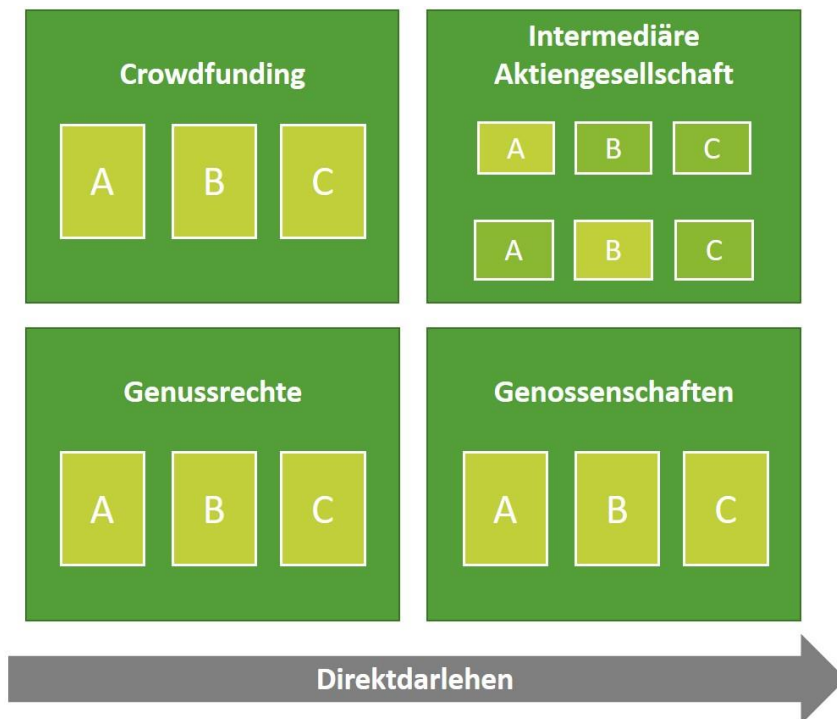 Crowdfunding
A B C
Intermediäre
Aktiengesellschaft
A B C
A B C
Genussrechte
A B C
Genossenschaften
A B C
Direktdarlehen